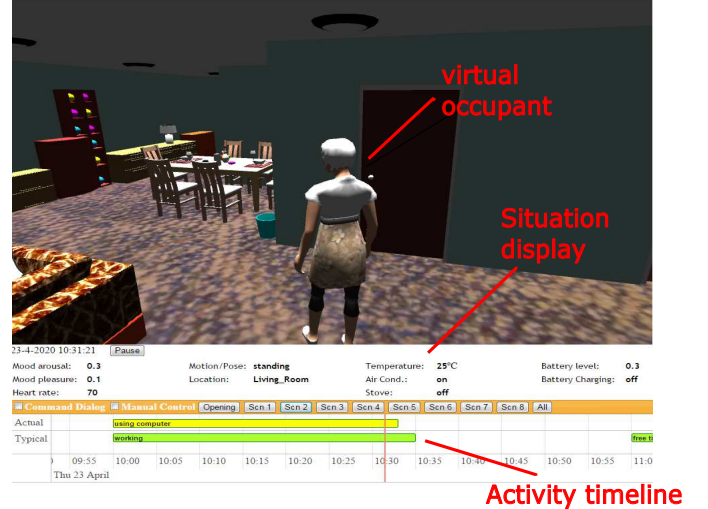 virtual
occupant
Situation
display
23-4-2020 10:31:21 Pause
Mood arousal: 0.3 Motion/Pose: standing Temperature: 25°C Battery level: 0.3
Mood pleasure: 0.1 Location: Living_Room Air Cond.: on Battery Charging: off
Heart rate: 70 Stove: off
Command Dialog Manual Control Opening Scn 1 Scn 2 Scn 3 Scn 4 Scn 5 Scn 6 Scn 7 Scn 8 All
Actual using computer
Typical working free ti
09:55 10:00 10:05 10:10 10:15 10:20 10:25 10:30 10:35 10:40 10:45 10:50 10:55 11:0
Thu 23 April
Activity timeline